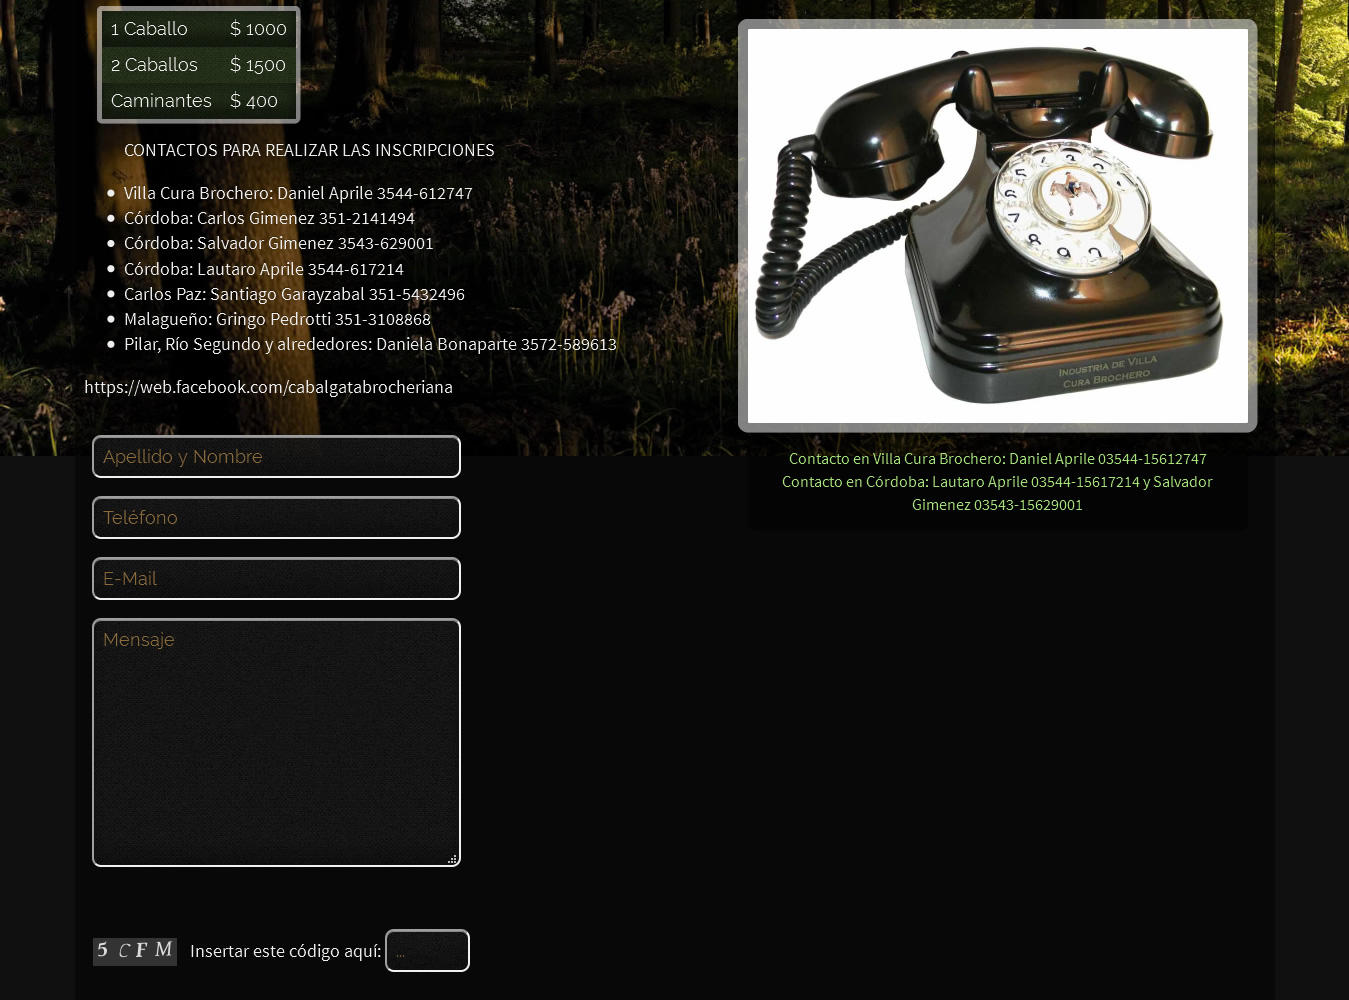 1 Caballo $ 1000
2 Caballos $ 1500
Caminantes $ 400
CONTACTOS PARA REALIZAR LAS INSCRIPCIONES
Villa Cura Brochero: Daniel Aprile 3544-612747
Córdoba: Carlos Gimenez 351-2141494
Córdoba: Salvador Gimenez 3543-629001
Córdoba: Lautaro Aprile 3544-617214
Carlos Paz: Santiago Garayzabal 351-5432496
Malagueño: Gringo Pedrotti 351-3108868
Pilar, Río Segundo y alrededores: Daniela Bonaparte 3572-589613
https://web.facebook.com/cabalgatabrocheriana
Apellido y Nombre
Teléfono
E-Mail
Mensaje
5 C F M Insertar este código aquí: ...
INDUSTRIA DE VILLA
CURA BROCHERO
Contacto en Villa Cura Brochero: Daniel Aprile 03544-15612747
Contacto en Córdoba: Lautaro Aprile 03544-15617214 y Salvador
Gimenez 03543-15629001